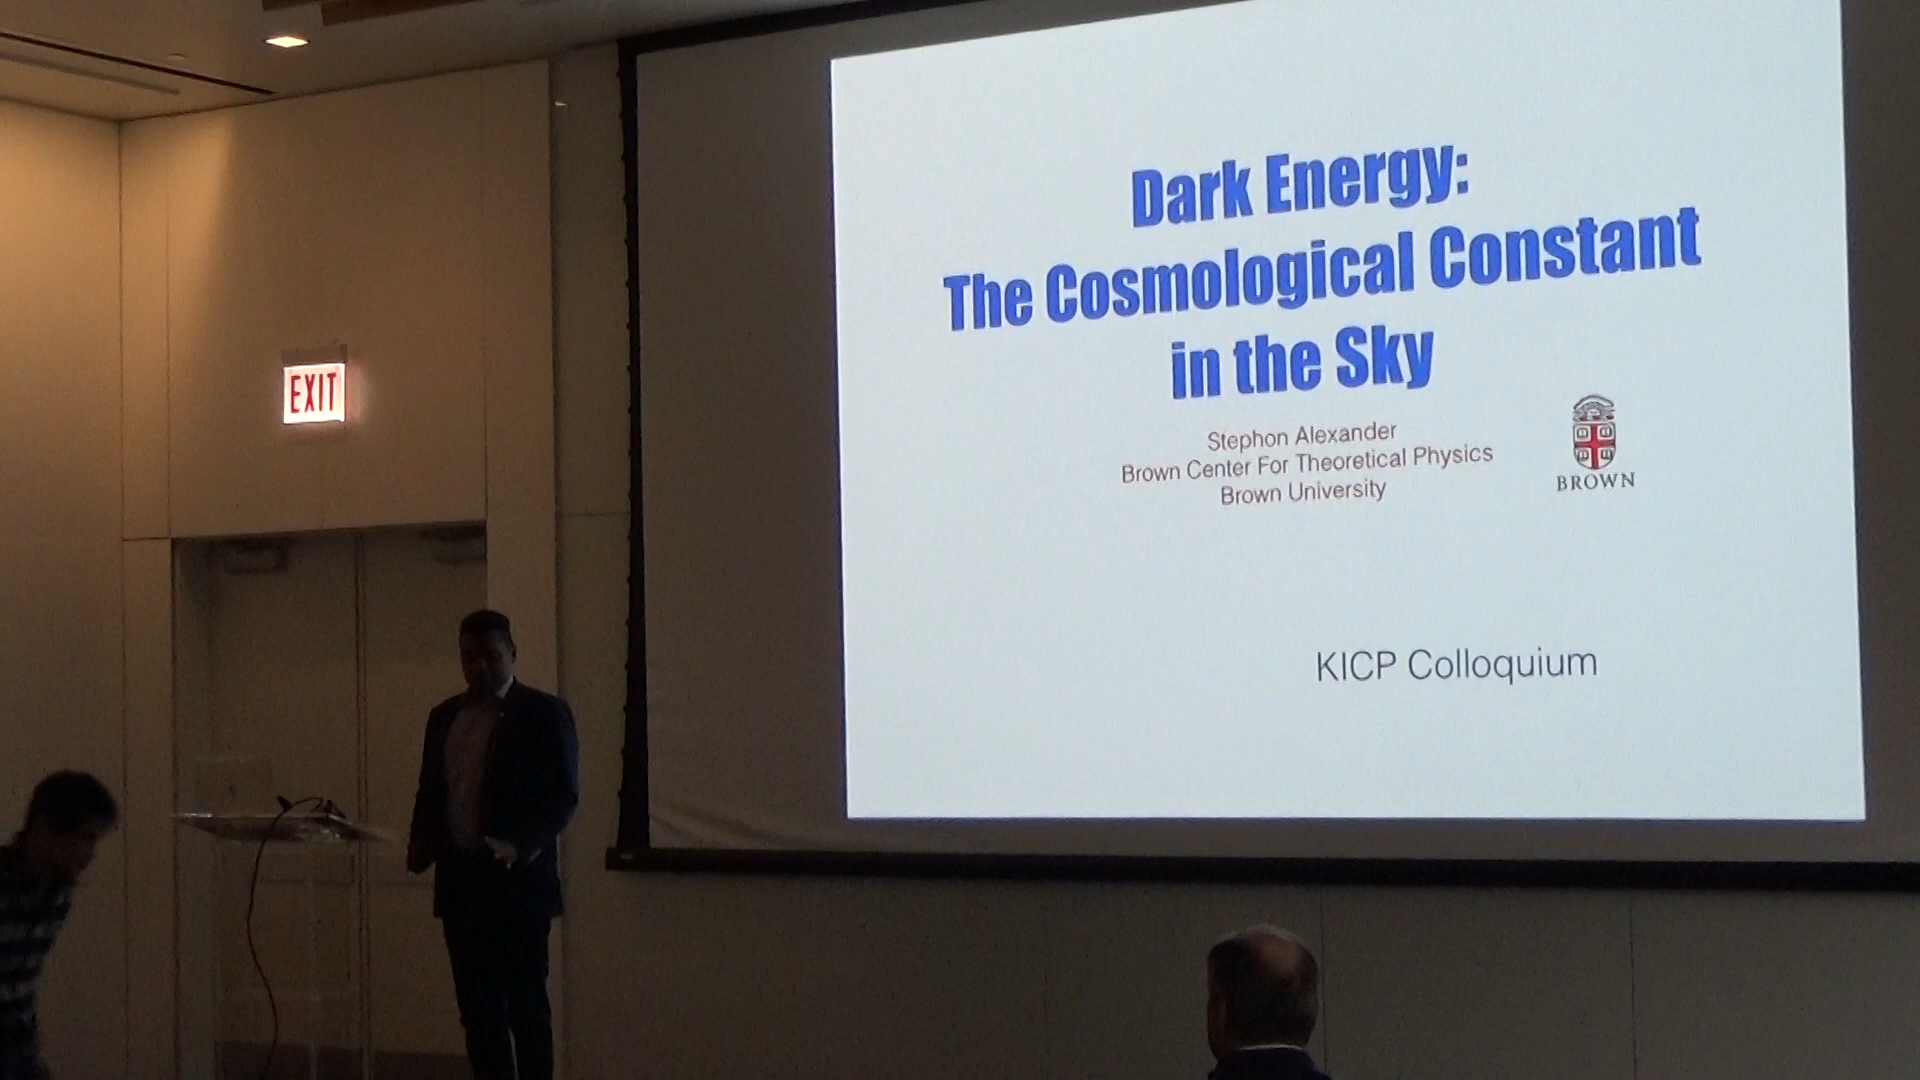 Dark Energy:
The Cosmological Constant
in the Sky
Stephon Alexander
Brown Center For Theoretical Physics
Brown University
BROWN
KICP Colloquium
EXIT